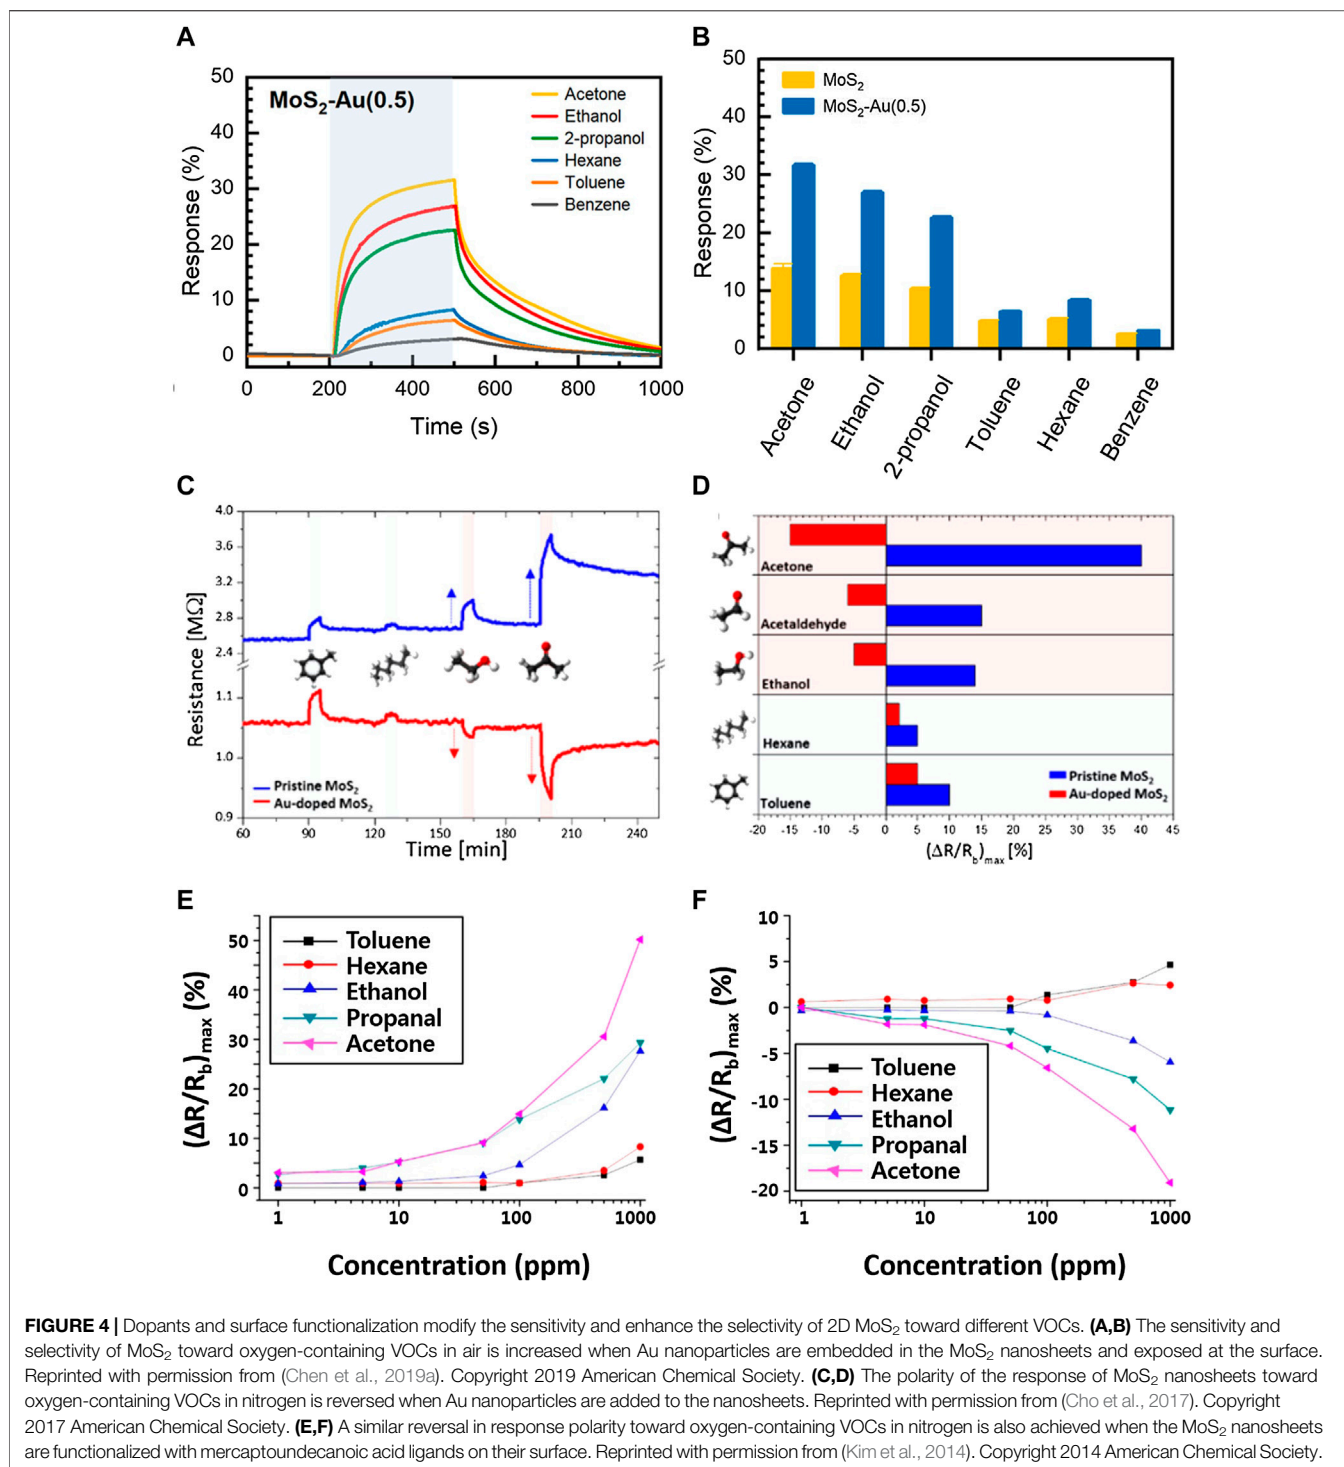 A
50
40
30
20
10
0
Response (%)
MoS2-Au(0.5)
Acetone
Ethanol
2-propanol
Hexane
Toluene
Benzene
0 200 400 600 800 1000
Time (s)
B
50
40
30
20
10
0
Response (%)
MoS2
MoS2-Au(0.5)
Acetone
Ethanol
2-propanol
Toluene
Hexane
Benzene
C
4.0
3.6
3.2
2.8
2.4
1.1
1.0
0.9
Resistance [MΩ]
Pristine MoS2
Au-doped MoS2
60 90 120 150 180 210 240
Time [min]
D
Acetone
Acetaldehyde
Ethanol
Hexane
Toluene
Pristine MoS2
Au-doped MoS2
-20 -15 -10 -5 0 5 10 15 20 25 30 35 40 45
(ΔR/Rb)max [%]
E
50
40
30
20
10
0
(ΔR/Rb)max (%)
Toluene
Hexane
Ethanol
Propanal
Acetone
1 10 100 1000
Concentration (ppm)
F
10
5
0
-5
-10
-15
-20
(ΔR/Rb)max (%)
Toluene
Hexane
Ethanol
Propanal
Acetone
1 10 100 1000
Concentration (ppm)
FIGURE 4 | Dopants and surface functionalization modify the sensitivity and enhance the selectivity of 2D MoS2 toward different VOCs. (A,B) The sensitivity and
selectivity of MoS2 toward oxygen-containing VOCs in air is increased when Au nanoparticles are embedded in the MoS2 nanosheets and exposed at the surface.
Reprinted with permission from (Chen et al., 2019a). Copyright 2019 American Chemical Society. (C,D) The polarity of the response of MoS2 nanosheets toward
oxygen-containing VOCs in nitrogen is reversed when Au nanoparticles are added to the nanosheets. Reprinted with permission from (Cho et al., 2017). Copyright
2017 American Chemical Society. (E,F) A similar reversal in response polarity toward oxygen-containing VOCs in nitrogen is also achieved when the MoS2 nanosheets
are functionalized with mercaptoundecanoic acid ligands on their surface. Reprinted with permission from (Kim et al., 2014). Copyright 2014 American Chemical Society.